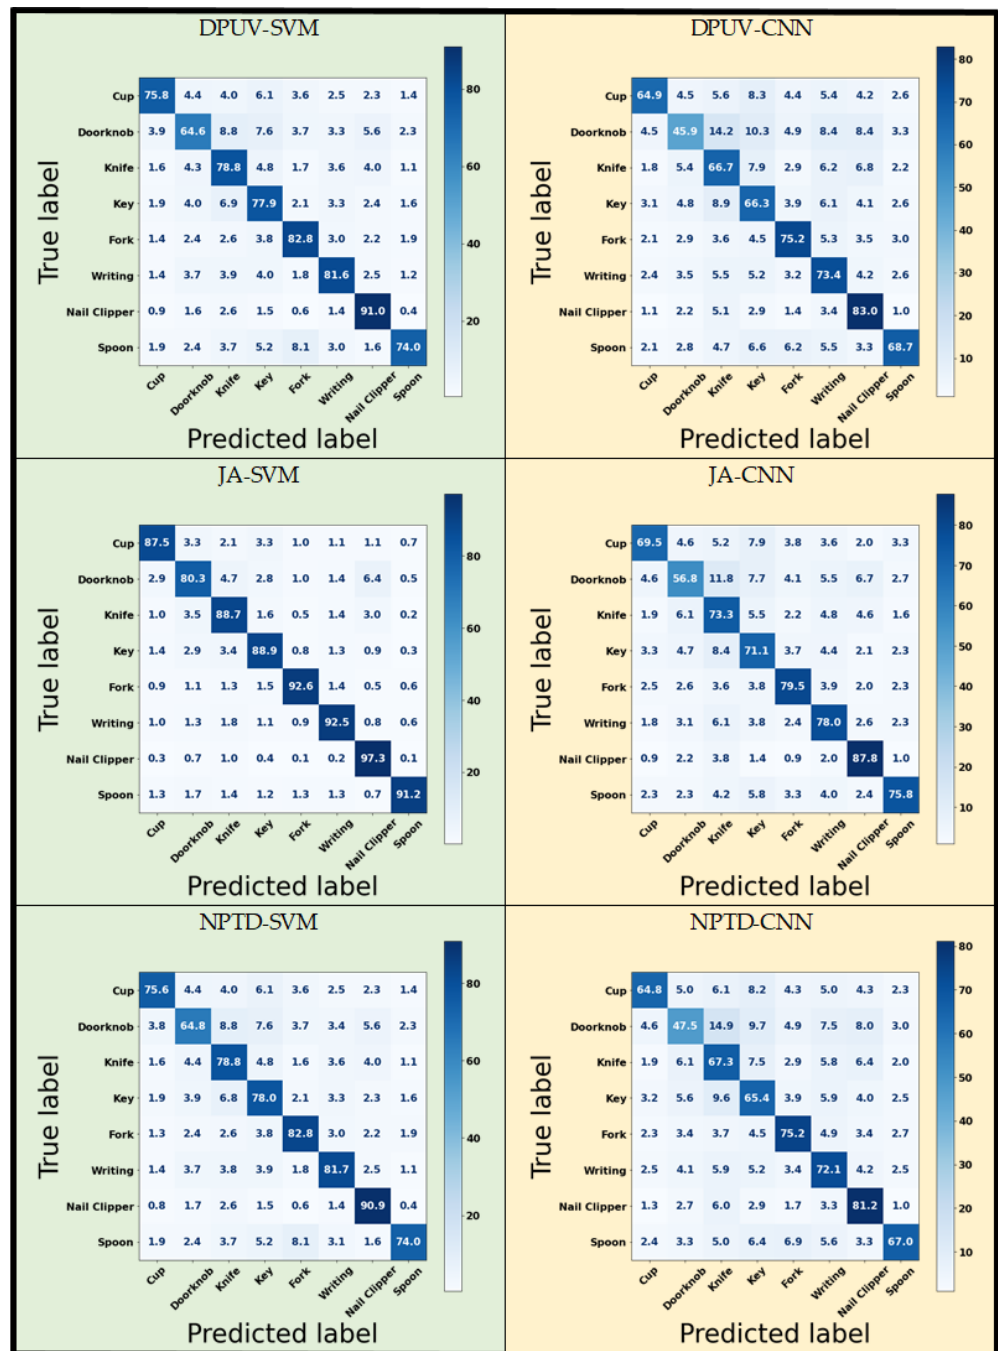 DPUV-SVM
Cup 75.8 4.4 4.0 6.1 3.6 2.5 2.3 1.4
Doorknob 3.9 64.6 8.8 7.6 3.7 3.3 5.6 2.3
Knife 1.6 4.3 78.8 4.8 1.7 3.6 4.0 1.1
Key 1.9 4.0 6.9 77.9 2.1 3.3 2.4 1.6
Fork 1.4 2.4 2.6 3.8 82.8 3.0 2.2 1.9
Writing 1.4 3.7 3.9 4.0 1.8 81.6 2.5 1.2
Nail Clipper 0.9 1.6 2.6 1.5 0.6 1.4 91.0 0.4
Spoon 1.9 2.4 3.7 5.2 8.1 3.0 1.6 74.0
Cup Doorknob Knife Key Fork Writing Nail Clipper Spoon
True label
Predicted label
80
60
40
20
DPUV-CNN
Cup 64.9 4.5 5.6 8.3 4.4 5.4 4.2 2.6
Doorknob 4.5 45.9 14.2 10.3 4.9 8.4 8.4 3.3
Knife 1.8 5.4 66.7 7.9 2.9 6.2 6.8 2.2
Key 3.1 4.8 8.9 66.3 3.9 6.1 4.1 2.6
Fork 2.1 2.9 3.6 4.5 75.2 5.3 3.5 3.0
Writing 2.4 3.5 5.5 5.2 3.2 73.4 4.2 2.6
Nail Clipper 1.1 2.2 5.1 2.9 1.4 3.4 83.0 1.0
Spoon 2.1 2.8 4.7 6.6 6.2 5.5 3.3 68.7
Cup Doorknob Knife Key Fork Writing Nail Clipper Spoon
True label
Predicted label
80
70
60
50
40
30
20
10
JA-SVM
Cup 87.5 3.3 2.1 3.3 1.0 1.1 1.1 0.7
Doorknob 2.9 80.3 4.7 2.8 1.0 1.4 6.4 0.5
Knife 1.0 3.5 88.7 1.6 0.5 1.4 3.0 0.2
Key 1.4 2.9 3.4 88.9 0.8 1.3 0.9 0.3
Fork 0.9 1.1 1.3 1.5 92.6 1.4 0.5 0.6
Writing 1.0 1.3 1.8 1.1 0.9 92.5 0.8 0.6
Nail Clipper 0.3 0.7 1.0 0.4 0.1 0.2 97.3 0.1
Spoon 1.3 1.7 1.4 1.2 1.3 1.3 0.7 91.2
Cup Doorknob Knife Key Fork Writing Nail Clipper Spoon
True label
Predicted label
80
60
40
20
JA-CNN
Cup 69.5 4.6 5.2 7.9 3.8 3.6 2.0 3.3
Doorknob 4.6 56.8 11.8 7.7 4.1 5.5 6.7 2.7
Knife 1.9 6.1 73.3 5.5 2.2 4.8 4.6 1.6
Key 3.3 4.7 8.4 71.1 3.7 4.4 2.1 2.3
Fork 2.5 2.6 3.6 3.8 79.5 3.9 2.0 2.3
Writing 1.8 3.1 6.1 3.8 2.4 78.0 2.6 2.3
Nail Clipper 0.9 2.2 3.8 1.4 0.9 2.0 87.8 1.0
Spoon 2.3 2.3 4.2 5.8 3.3 4.0 2.4 75.8
Cup Doorknob Knife Key Fork Writing Nail Clipper Spoon
True label
Predicted label
80
70
60
50
40
30
20
10
NPTD-SVM
Cup 75.6 4.4 4.0 6.1 3.6 2.5 2.3 1.4
Doorknob 3.8 64.8 8.8 7.6 3.7 3.4 5.6 2.3
Knife 1.6 4.4 78.8 4.8 1.6 3.6 4.0 1.1
Key 1.9 3.9 6.8 78.0 2.1 3.3 2.3 1.6
Fork 1.3 2.4 2.6 3.8 82.8 3.0 2.2 1.9
Writing 1.4 3.7 3.8 3.9 1.8 81.7 2.5 1.1
Nail Clipper 0.8 1.7 2.6 1.5 0.6 1.4 90.9 0.4
Spoon 1.9 2.4 3.7 5.2 8.1 3.1 1.6 74.0
Cup Doorknob Knife Key Fork Writing Nail Clipper Spoon
True label
Predicted label
80
60
40
20
NPTD-CNN
Cup 64.8 5.0 6.1 8.2 4.3 5.0 4.3 2.3
Doorknob 4.6 47.5 14.9 9.7 4.9 7.5 8.0 3.0
Knife 1.9 6.1 67.3 7.5 2.9 5.8 6.4 2.0
Key 3.2 5.6 9.6 65.4 3.9 5.9 4.0 2.5
Fork 2.3 3.4 3.7 4.5 75.2 4.9 3.4 2.7
Writing 2.5 4.1 5.9 5.2 3.4 72.1 4.2 2.5
Nail Clipper 1.3 2.7 6.0 2.9 1.7 3.3 81.2 1.0
Spoon 2.4 3.3 5.0 6.4 6.9 5.6 3.3 67.0
Cup Doorknob Knife Key Fork Writing Nail Clipper Spoon
True label
Predicted label
80
70
60
50
40
30
20
10